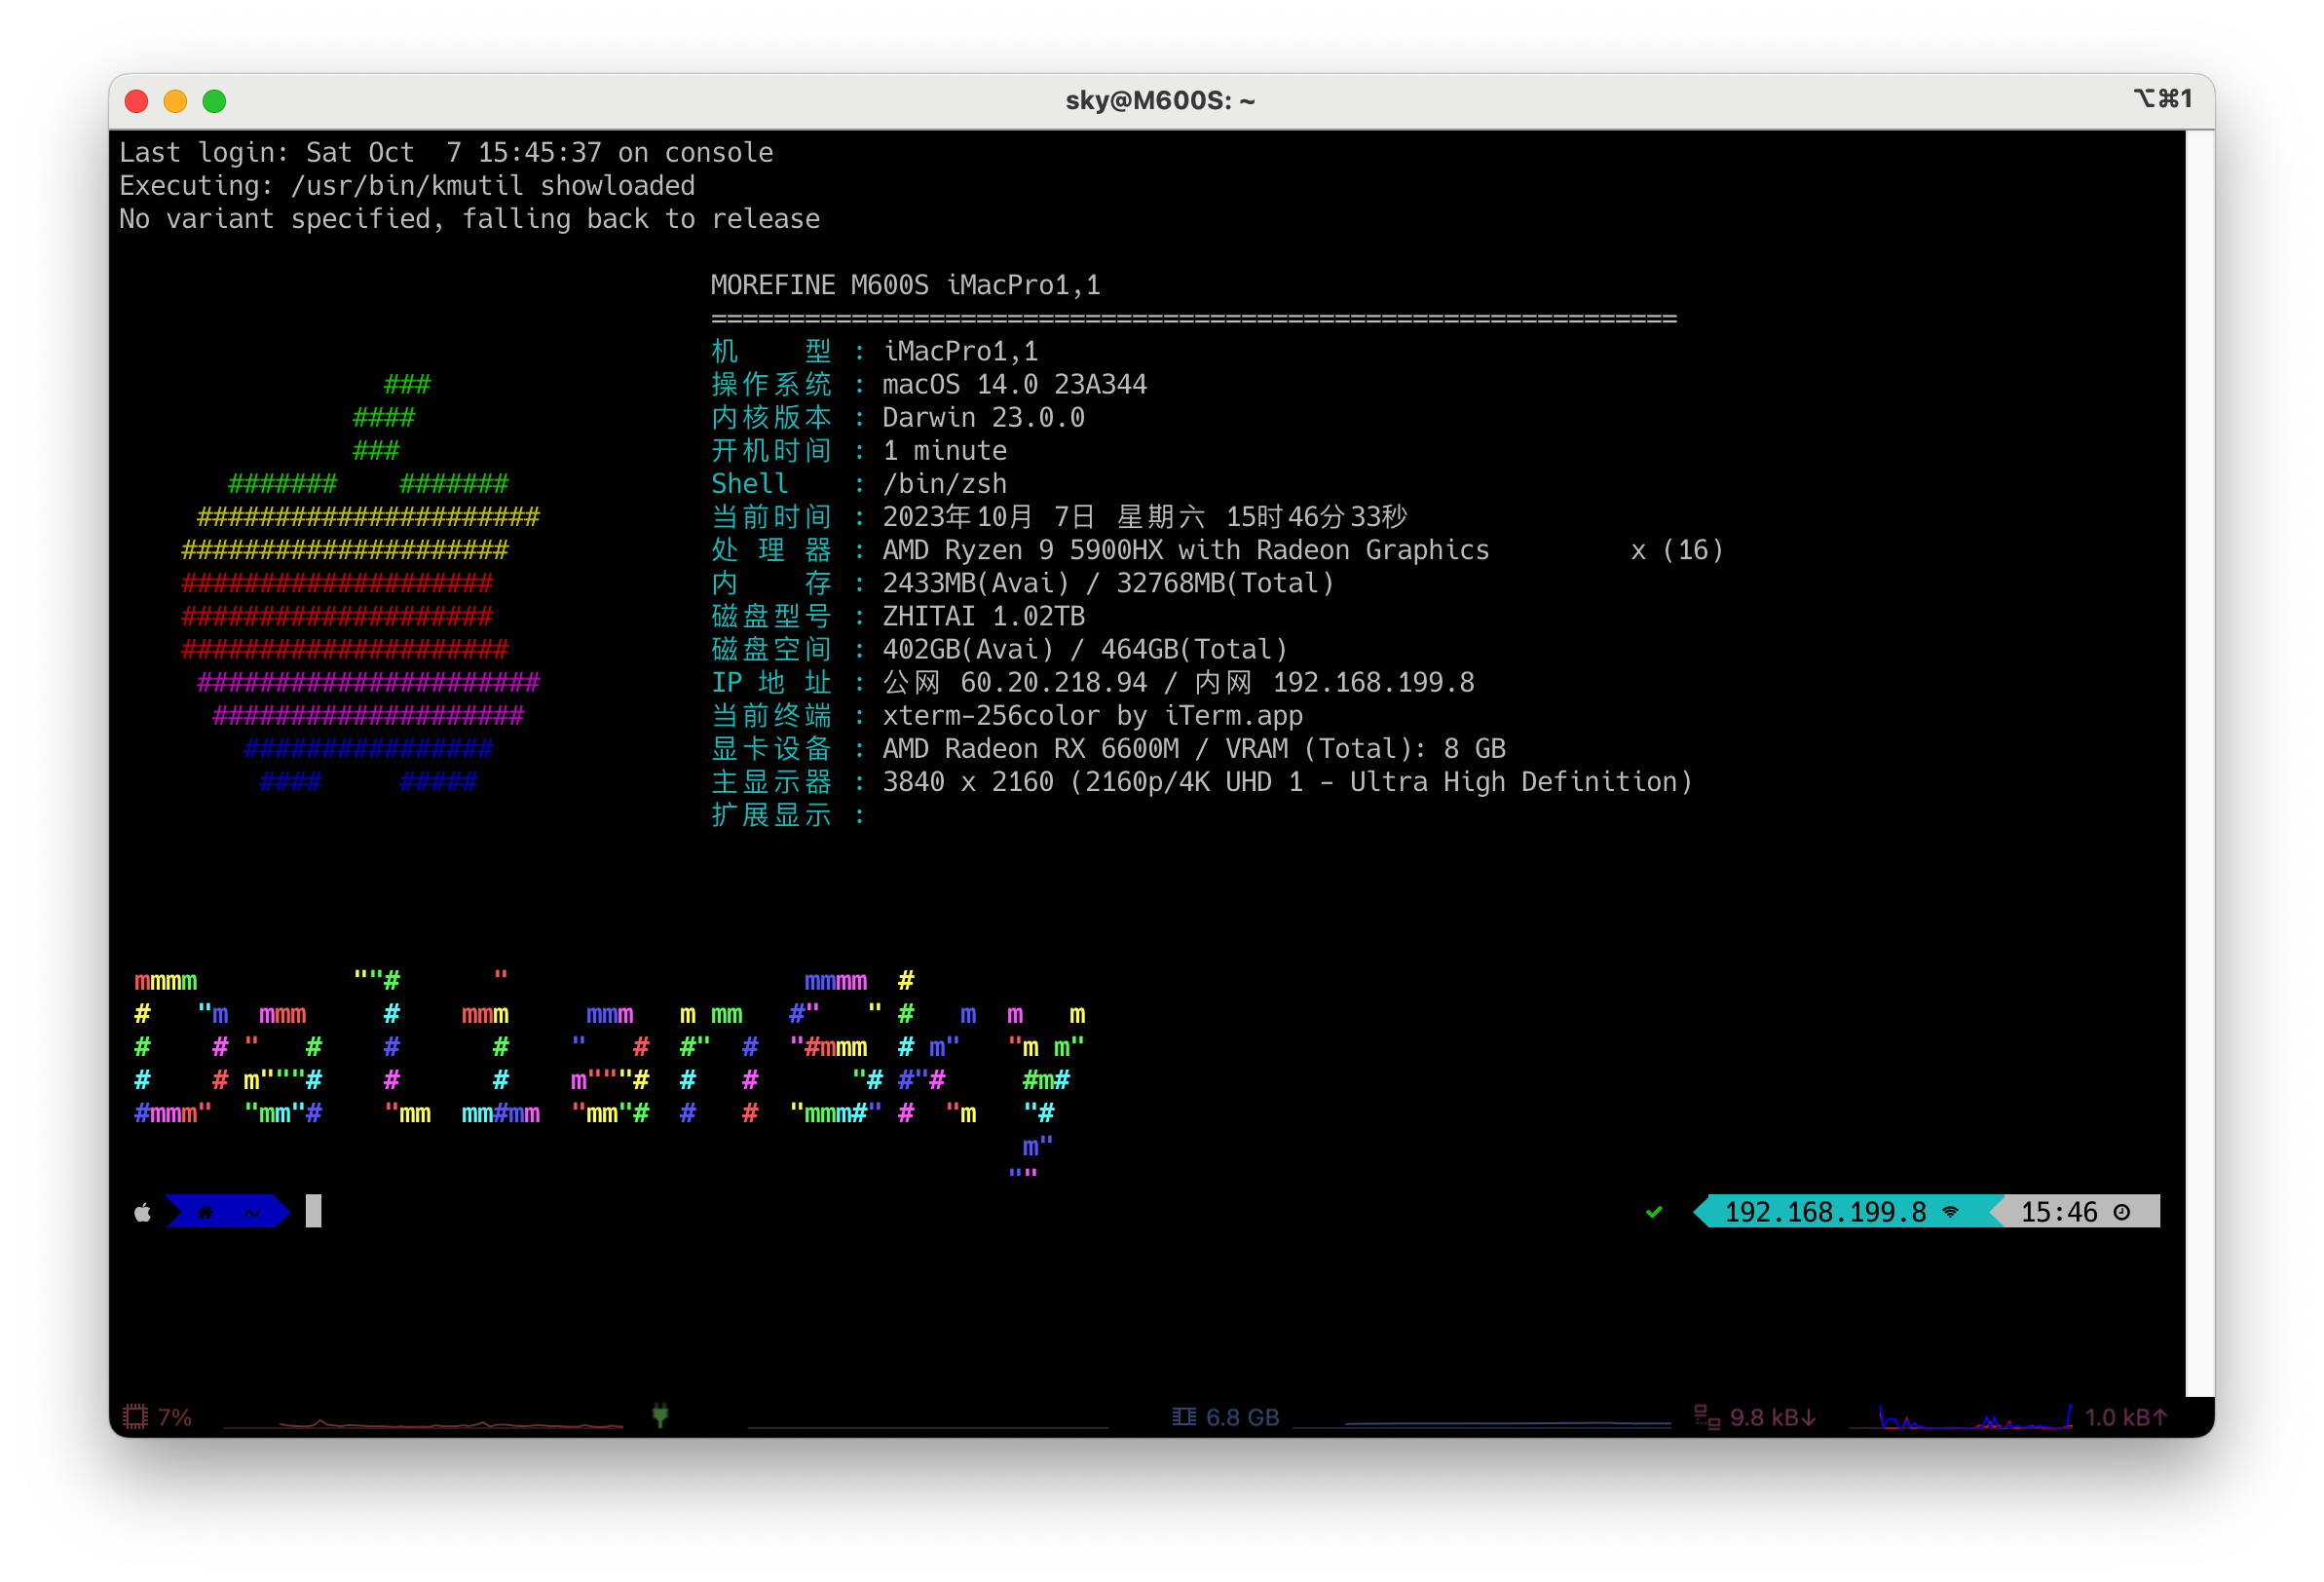 sky@M600S: ~
⌥⌘1
Last login: Sat Oct  7 15:45:37 on console
Executing: /usr/bin/kmutil showloaded
No variant specified, falling back to release
MOREFINE M600S iMacPro1,1
==============================================================
机    型 : iMacPro1,1
操作系统 : macOS 14.0 23A344
内核版本 : Darwin 23.0.0
开机时间 : 1 minute
Shell    : /bin/zsh
当前时间 : 2023年10月 7日 星期六 15时46分33秒
处 理 器 : AMD Ryzen 9 5900HX with Radeon Graphics         x (16)
内    存 : 2433MB(Avai) / 32768MB(Total)
磁盘型号 : ZHITAI 1.02TB
磁盘空间 : 402GB(Avai) / 464GB(Total)
IP 地 址 : 公网 60.20.218.94 / 内网 192.168.199.8
当前终端 : xterm-256color by iTerm.app
显卡设备 : AMD Radeon RX 6600M / VRAM (Total): 8 GB
主显示器 : 3840 x 2160 (2160p/4K UHD 1 - Ultra High Definition)
扩展显示 :
DalianSky
~
192.168.199.8 15:46
7% 6.8 GB 9.8 kB↓ 1.0 kB↑